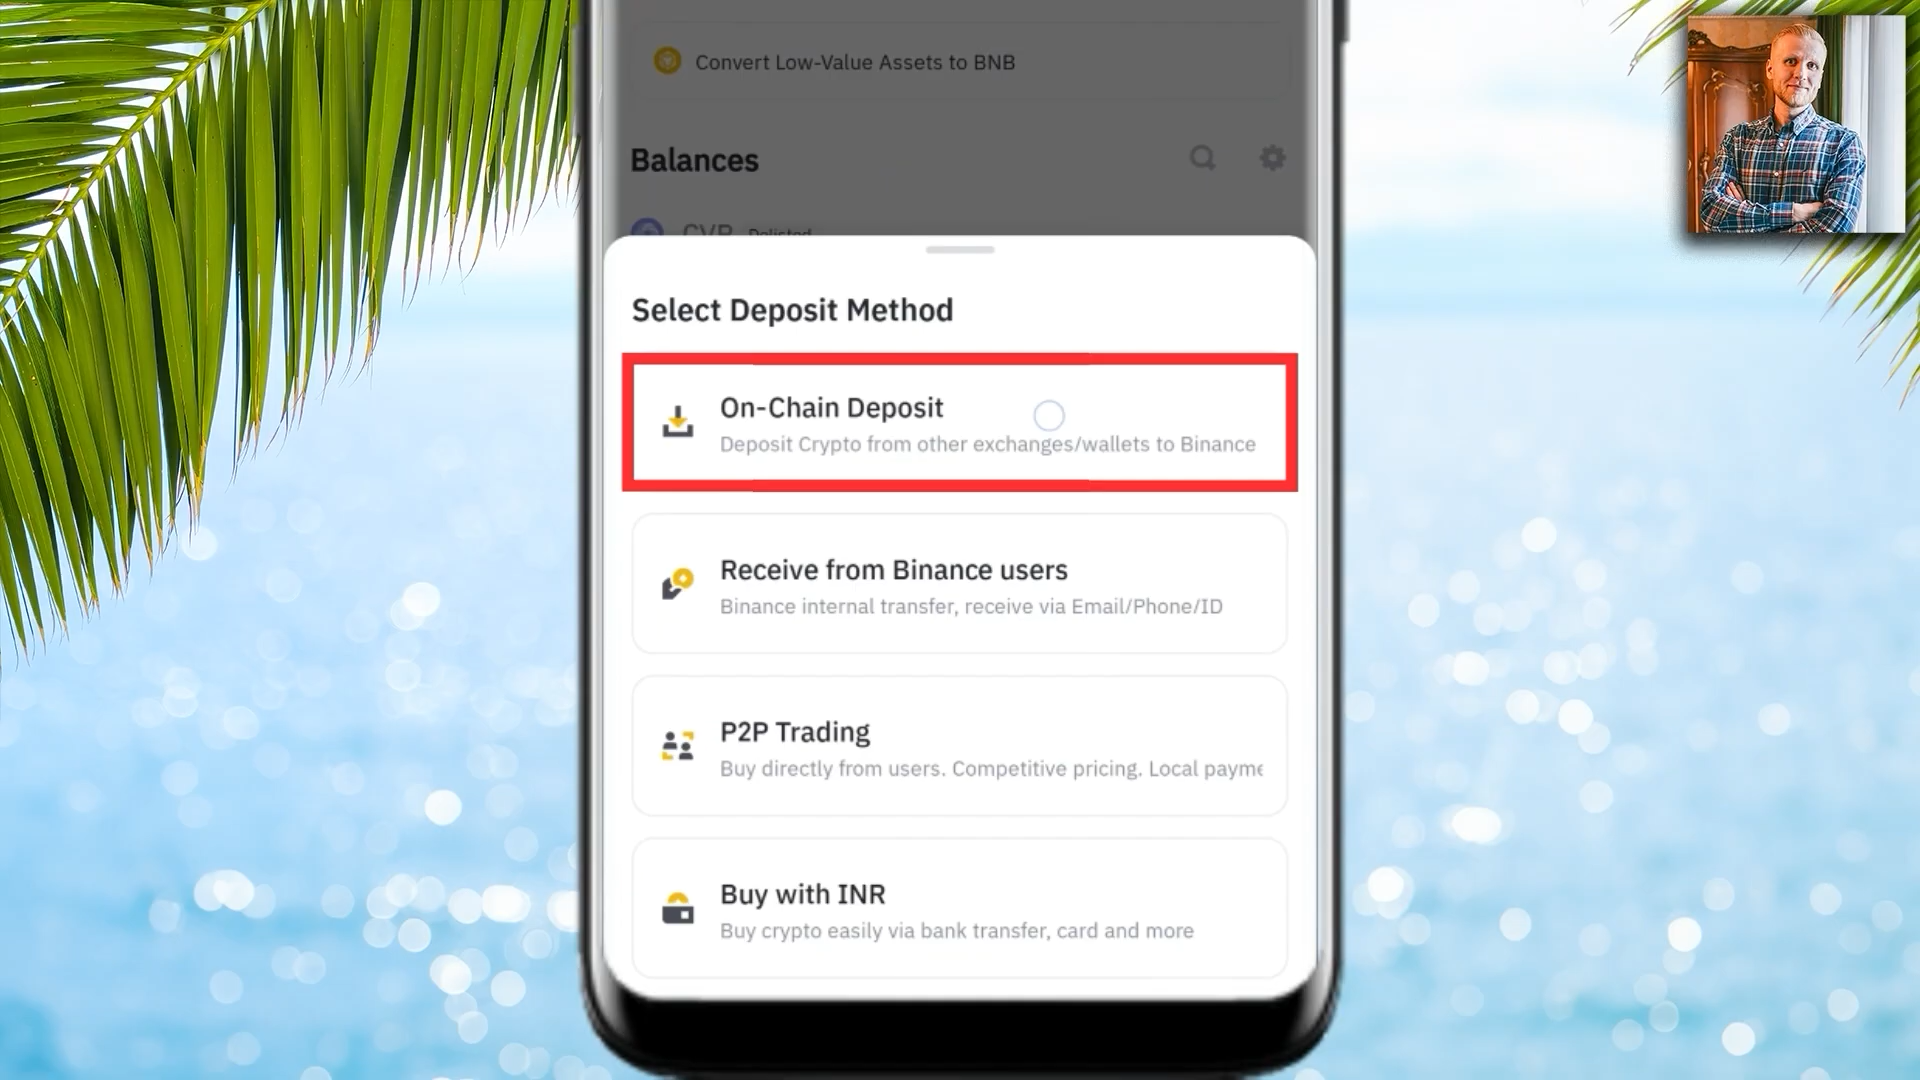 Convert Low-Value Assets to BNB
Balances
CVP Delisted
Select Deposit Method
On-Chain Deposit
Deposit Crypto from other exchanges/wallets to Binance
Receive from Binance users
Binance internal transfer, receive via Email/Phone/ID
P2P Trading
Buy directly from users. Competitive pricing. Local payme
Buy with INR
Buy crypto easily via bank transfer, card and more